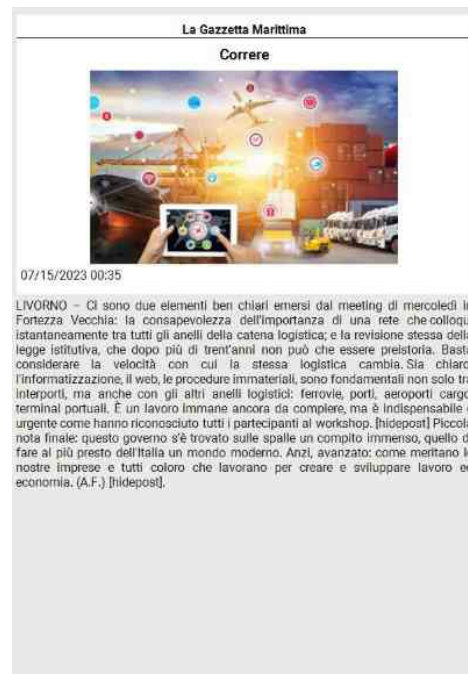 La Gazzetta Marittima
Correre
07/15/2023 00:35
LIVORNO – Ci sono due elementi ben chiari emersi dal meeting di mercoledì in
Fortezza Vecchia: la consapevolezza dell'importanza di una rete che colloqui
istantaneamente tra tutti gli anelli della catena logistica; e la revisione stessa della
legge istitutiva, che dopo più di trent'anni non può che essere preistoria. Basta
considerare la velocità con cui la stessa logistica cambia. Sia chiaro:
l'informatizzazione, il web, le procedure immateriali, sono fondamentali non solo tra
interporti, ma anche con gli altri anelli logistici: ferrovie, porti, aeroporti cargo,
terminal portuali. È un lavoro immane ancora da compiere, ma è indispensabile e
urgente come hanno riconosciuto tutti i partecipanti al workshop. [hidepost] Piccola
nota finale: questo governo s'è trovato sulle spalle un compito immenso, quello di
fare al più presto dell'Italia un mondo moderno. Anzi, avanzato: come meritano le
nostre imprese e tutti coloro che lavorano per creare e sviluppare lavoro ed
economia. (A.F.) [hidepost].